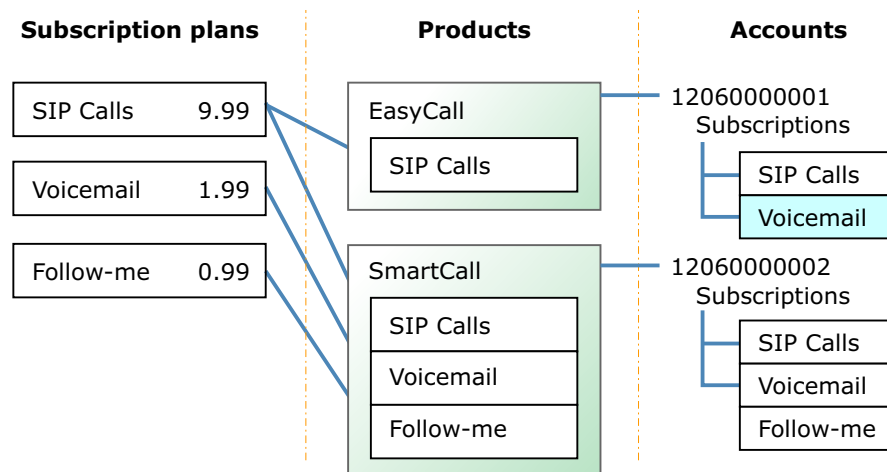 Subscription plans
Products
Accounts
SIP Calls 9.99
Voicemail 1.99
Follow-me 0.99
EasyCall
SIP Calls
SmartCall
SIP Calls
Voicemail
Follow-me
12060000001
Subscriptions
SIP Calls
Voicemail
12060000002
Subscriptions
SIP Calls
Voicemail
Follow-me